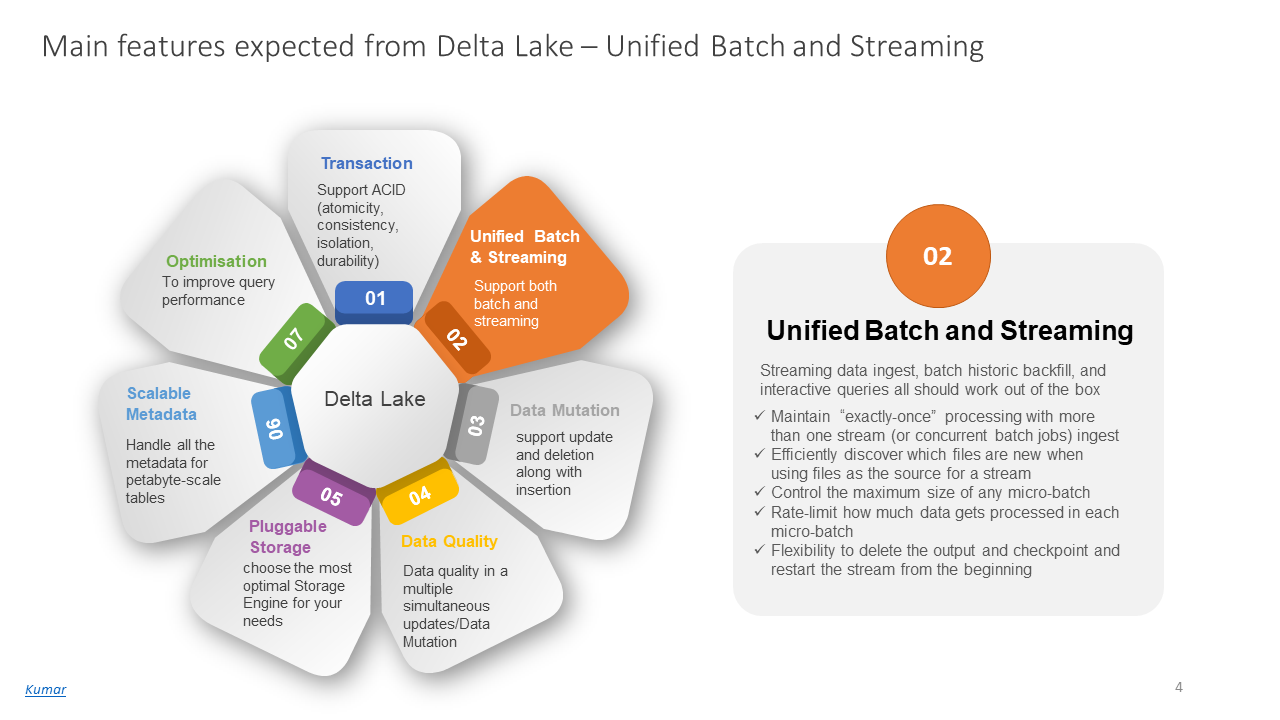 Main features expected from Delta Lake – Unified Batch and Streaming
Transaction
Support ACID
(atomicity,
consistency,
isolation,
durability)
01
Unified Batch
& Streaming
Support both
batch and
streaming
02
Data Mutation
support update
and deletion
along with
insertion
03
Data Quality
Data quality in a
multiple
simultaneous
updates/Data
Mutation
04
Pluggable
Storage
choose the most
optimal Storage
Engine for your
needs
05
Scalable
Metadata
Handle all the
metadata for
petabyte-scale
tables
06
Optimisation
To improve query
performance
07
Delta Lake
02
Unified Batch and Streaming
Streaming data ingest, batch historic backfill, and
interactive queries all should work out of the box
✓ Maintain “exactly-once” processing with more
than one stream (or concurrent batch jobs) ingest
✓ Efficiently discover which files are new when
using files as the source for a stream
✓ Control the maximum size of any micro-batch
✓ Rate-limit how much data gets processed in each
micro-batch
✓ Flexibility to delete the output and checkpoint and
restart the stream from the beginning
Kumar
4